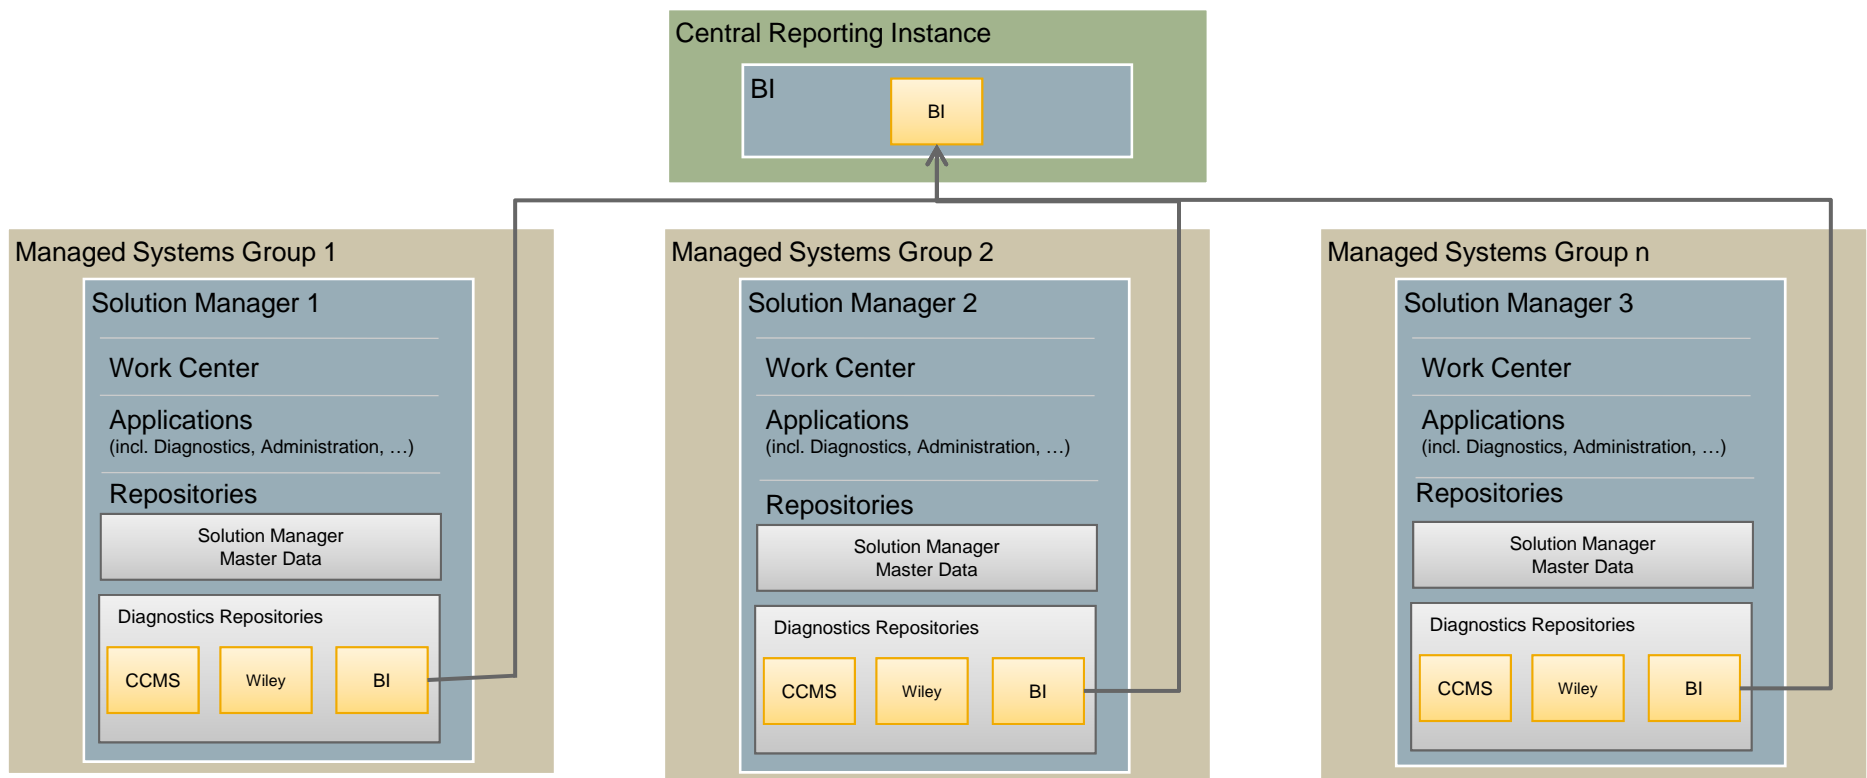 Central Reporting Instance
BI
BI
Managed Systems Group 1
Solution Manager 1
Work Center
Applications
(incl. Diagnostics, Administration, …)
Repositories
Solution Manager
Master Data
Diagnostics Repositories
CCMS
Wiley
BI
Managed Systems Group 2
Solution Manager 2
Work Center
Applications
(incl. Diagnostics, Administration, …)
Repositories
Solution Manager
Master Data
Diagnostics Repositories
CCMS
Wiley
BI
Managed Systems Group n
Solution Manager 3
Work Center
Applications
(incl. Diagnostics, Administration, …)
Repositories
Solution Manager
Master Data
Diagnostics Repositories
CCMS
Wiley
BI